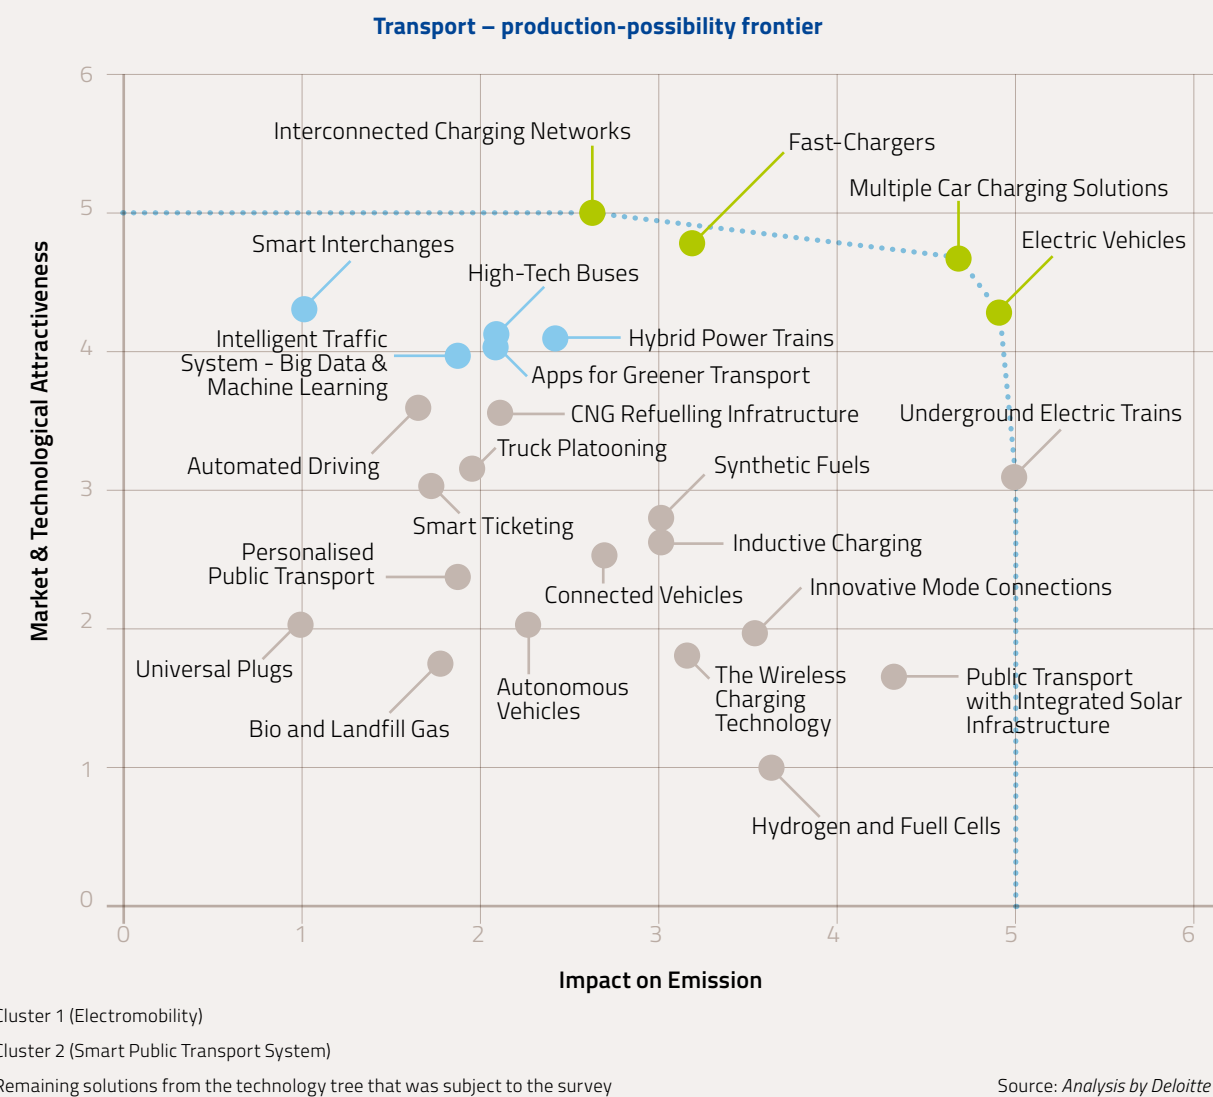 Transport – production-possibility frontier
6
Interconnected Charging Networks
Fast-Chargers
Multiple Car Charging Solutions
5
Smart Interchanges
Electric Vehicles
High-Tech Buses
Intelligent Traffic
System - Big Data &
Machine Learning
Hybrid Power Trains
4
Apps for Greener Transport
CNG Refuelling Infratructure
Underground Electric Trains
Automated Driving
Truck Platooning
Synthetic Fuels
3
Smart Ticketing
Inductive Charging
Personalised
Public Transport
Connected Vehicles
Innovative Mode Connections
2
Universal Plugs
Autonomous
Vehicles
The Wireless
Charging
Technology
Public Transport
with Integrated Solar
Infrastructure
Bio and Landfill Gas
1
Hydrogen and Fuell Cells
0
Market & Technological Attractiveness
0 1 2 3 4 5 6
Impact on Emission
Cluster 1 (Electromobility)
Cluster 2 (Smart Public Transport System)
Remaining solutions from the technology tree that was subject to the survey
Source: Analysis by Deloitte